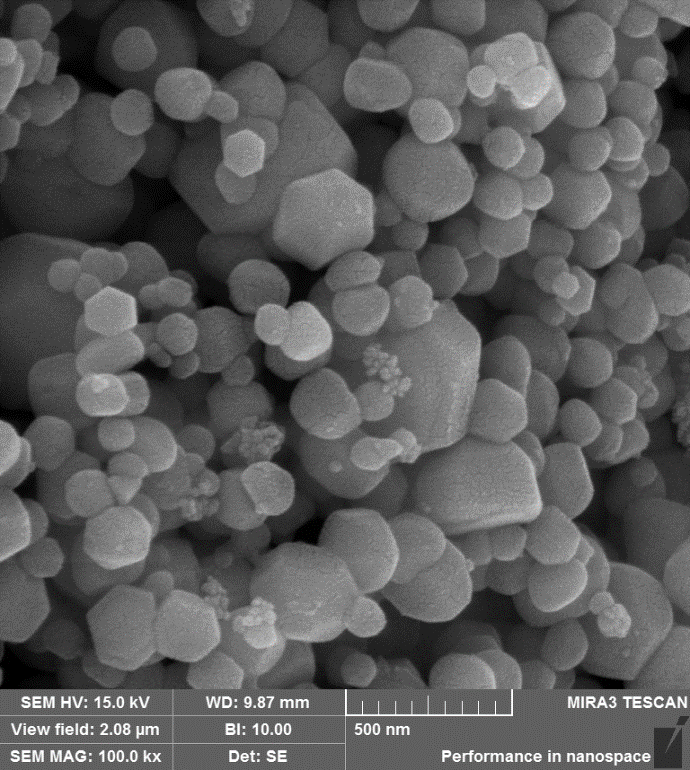 SEM HV: 15.0 kV
WD: 9.87 mm
MIRA3 TESCAN
View field: 2.08 µm
BI: 10.00
500 nm
SEM MAG: 100.0 kx
Det: SE
Performance in nanospace